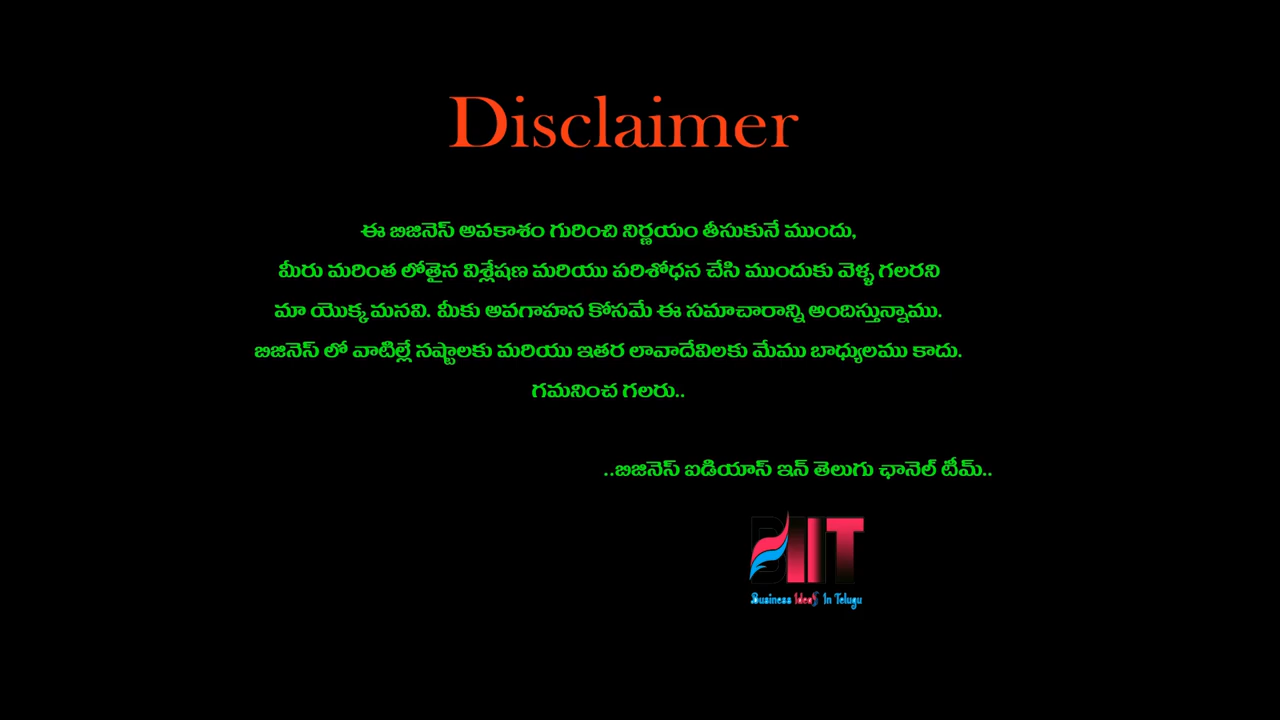 Disclaimer
ఈ బిజినెస్ అవకాశం గురించి నిర్ణయం తీసుకునే ముందు,
మీరు మరింత లోతైన విశ్లేషణ మరియు పరిశోధన చేసి ముందుకు వెళ్ళ గలరని
మా యొక్క మనవి. మీకు అవగాహన కోసమే ఈ సమాచారాన్ని అందిస్తున్నాము.
బిజినెస్ లో వాటిల్లే నష్టాలకు మరియు ఇతర లావాదేవిలకు మేము బాధ్యులము కాదు.
గమనించ గలరు..
..బిజినెస్ ఐడియాస్ ఇన్ తెలుగు ఛానెల్ టీమ్..
BIIT
Business IdeaS In Telugu